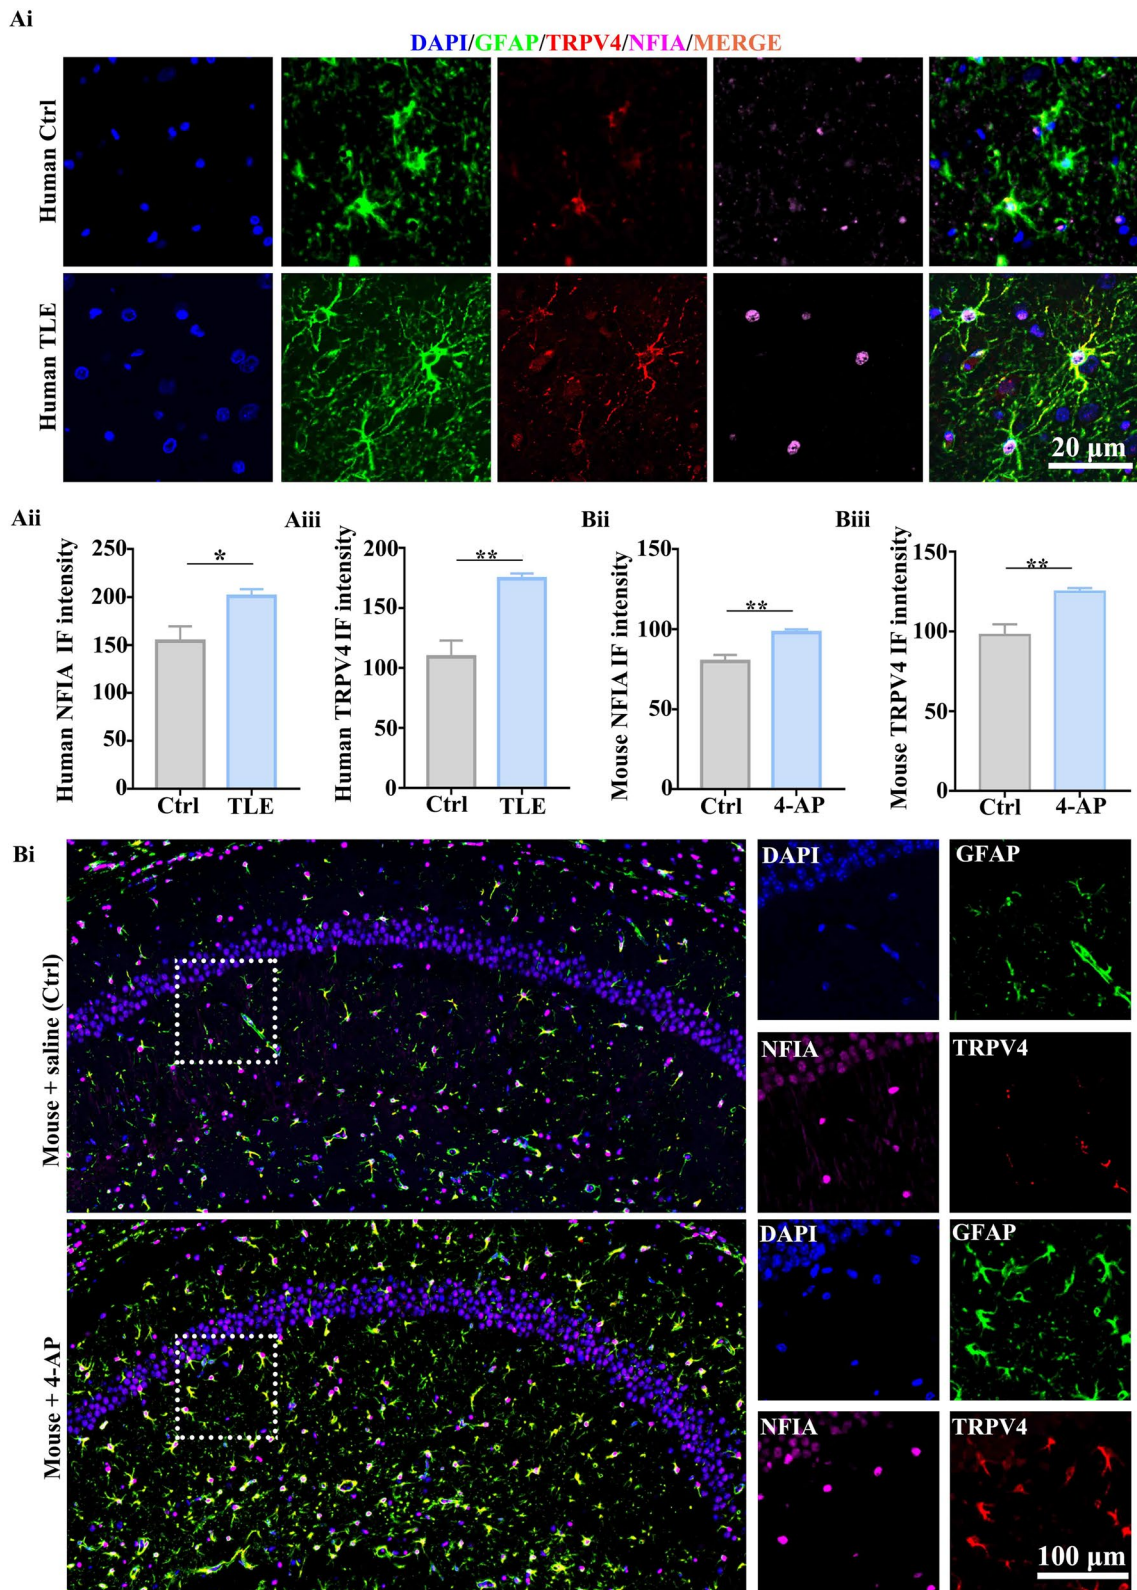 Ai
DAPI/GFAP/TRPV4/NFIA/MERGE
Human Ctrl
Human TLE
20 µm
Aii
Human NFIA IF intensity
250
200
150
100
50
0
*
Ctrl
TLE
Aiii
Human TRPV4 IF intensity
200
150
100
50
0
**
Ctrl
TLE
Bii
Mouse NFIA IF intensity
150
100
50
0
**
Ctrl
4-AP
Biii
Mouse TRPV4 IF inntensity
150
100
50
0
**
Ctrl
4-AP
Bi
Mouse + saline (Ctrl)
DAPI
GFAP
NFIA
TRPV4
Mouse + 4-AP
DAPI
GFAP
NFIA
TRPV4
100 µm